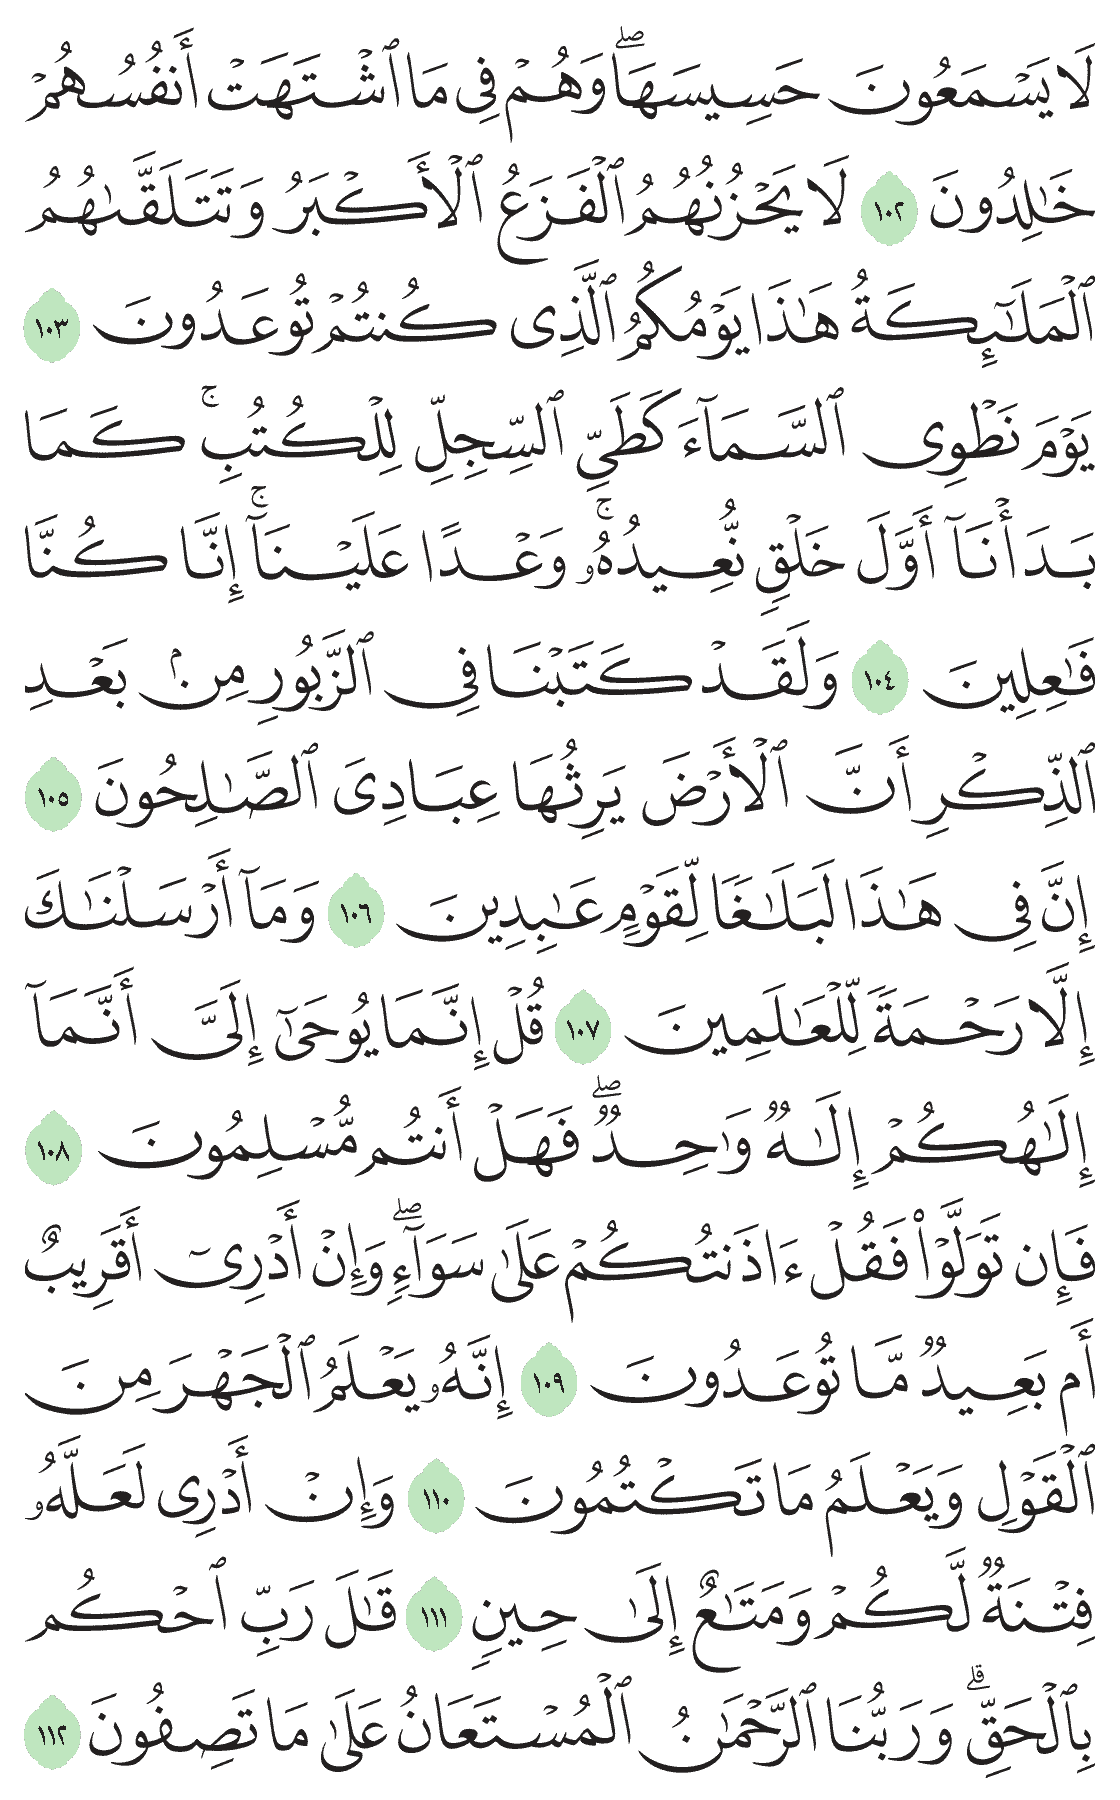 لَا يَسْمَعُونَ حَسِيسَهَا ۖ وَهُمْ فِى مَا ٱشْتَهَتْ أَنفُسُهُمْ
خَٰلِدُونَ ١٠٢ لَا يَحْزُنُهُمُ ٱلْفَزَعُ ٱلْأَكْبَرُ وَتَتَلَقَّىٰهُمُ
ٱلْمَلَٰٓئِكَةُ هَٰذَا يَوْمُكُمُ ٱلَّذِى كُنتُمْ تُوعَدُونَ ١٠٣
يَوْمَ نَطْوِى ٱلسَّمَآءَ كَطَىِّ ٱلسِّجِلِّ لِلْكُتُبِ ۚ كَمَا
بَدَأْنَآ أَوَّلَ خَلْقٍ نُّعِيدُهُۥ ۚ وَعْدًا عَلَيْنَآ ۚ إِنَّا كُنَّا
فَٰعِلِينَ ١٠٤ وَلَقَدْ كَتَبْنَا فِى ٱلزَّبُورِ مِنۢ بَعْدِ
ٱلذِّكْرِ أَنَّ ٱلْأَرْضَ يَرِثُهَا عِبَادِىَ ٱلصَّٰلِحُونَ ١٠٥
إِنَّ فِى هَٰذَا لَبَلَٰغًا لِّقَوْمٍ عَٰبِدِينَ ١٠٦ وَمَآ أَرْسَلْنَٰكَ
إِلَّا رَحْمَةً لِّلْعَٰلَمِينَ ١٠٧ قُلْ إِنَّمَا يُوحَىٰٓ إِلَىَّ أَنَّمَآ
إِلَٰهُكُمْ إِلَٰهٌ وَٰحِدٌ ۖ فَهَلْ أَنتُم مُّسْلِمُونَ ١٠٨
فَإِن تَوَلَّوْا۟ فَقُلْ ءَاذَنتُكُمْ عَلَىٰ سَوَآءٍ ۖ وَإِنْ أَدْرِىٓ أَقَرِيبٌ
أَم بَعِيدٌ مَّا تُوعَدُونَ ١٠٩ إِنَّهُۥ يَعْلَمُ ٱلْجَهْرَ مِنَ
ٱلْقَوْلِ وَيَعْلَمُ مَا تَكْتُمُونَ ١١٠ وَإِنْ أَدْرِى لَعَلَّهُۥ
فِتْنَةٌ لَّكُمْ وَمَتَٰعٌ إِلَىٰ حِينٍ ١١١ قَٰلَ رَبِّ ٱحْكُم
بِٱلْحَقِّ ۗ وَرَبُّنَا ٱلرَّحْمَٰنُ ٱلْمُسْتَعَانُ عَلَىٰ مَا تَصِفُونَ ١١٢